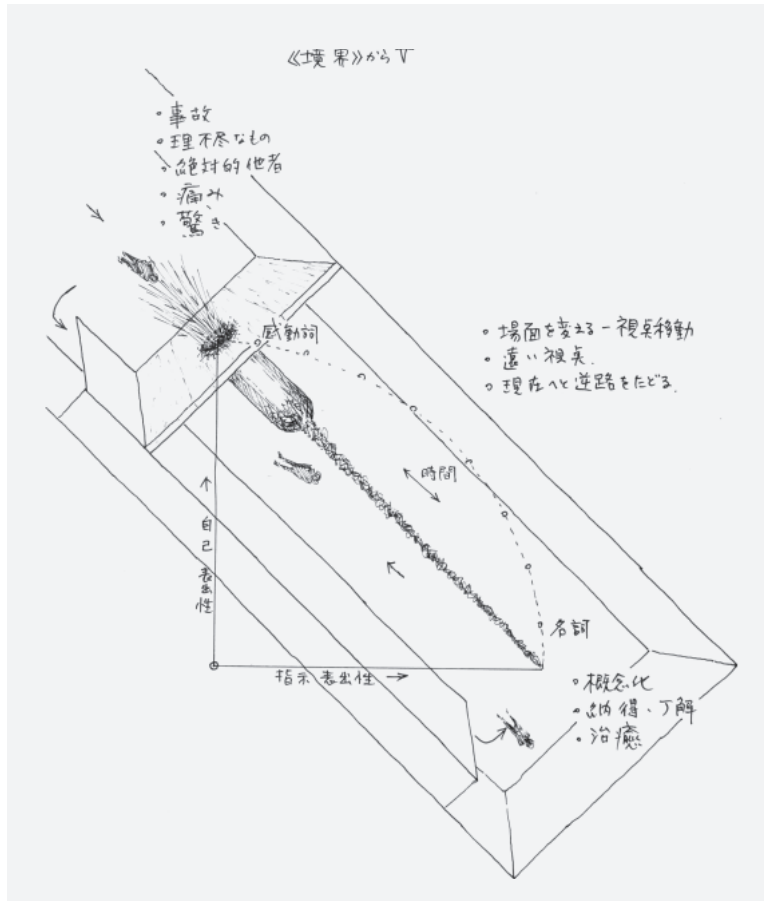 《境界》からⅤ
・事故
・理不尽なもの
・絶対的他者
・痛み
・驚き
感動詞
・場面を変える－視点移動
・遠い視点.
・現在へと逆路をたどる.
時間
↑自己表出性
名詞
指示表出性→
・概念化
・納得、了解
・治癒